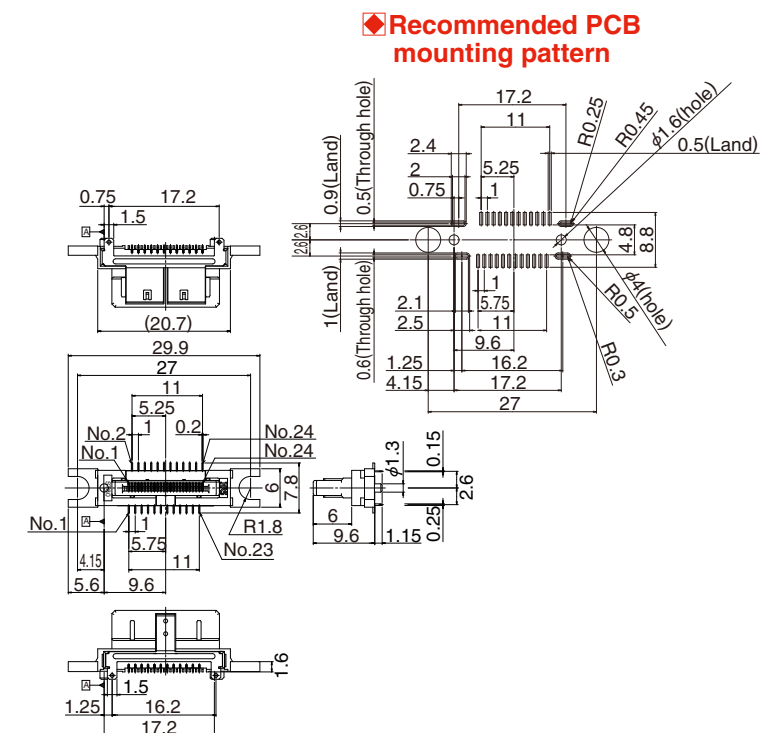 Recommended PCB
mounting pattern
17.2
11
2.4
5.25
2
0.75
1
0.9(Land)
0.5(Through hole)
R0.25
R0.45
φ1.6(hole)
0.5(Land)
2.6
2.6
4.8
8.8
1(Land)
0.6(Through hole)
1
2.1
5.75
2.5
11
9.6
1.25
16.2
4.15
17.2
27
φ4(hole)
R0.5
R0.3
0.75
17.2
1.5
A
(20.7)
29.9
27
11
5.25
1
0.2
No.2
No.24
No.1
No.24
6
7.8
No.1
A
1
R1.8
5.75
No.23
4.15
11
5.6
9.6
φ1.3
0.15
2.6
0.25
6
9.6
1.15
1.6
A
1.5
1.25
16.2
17.2